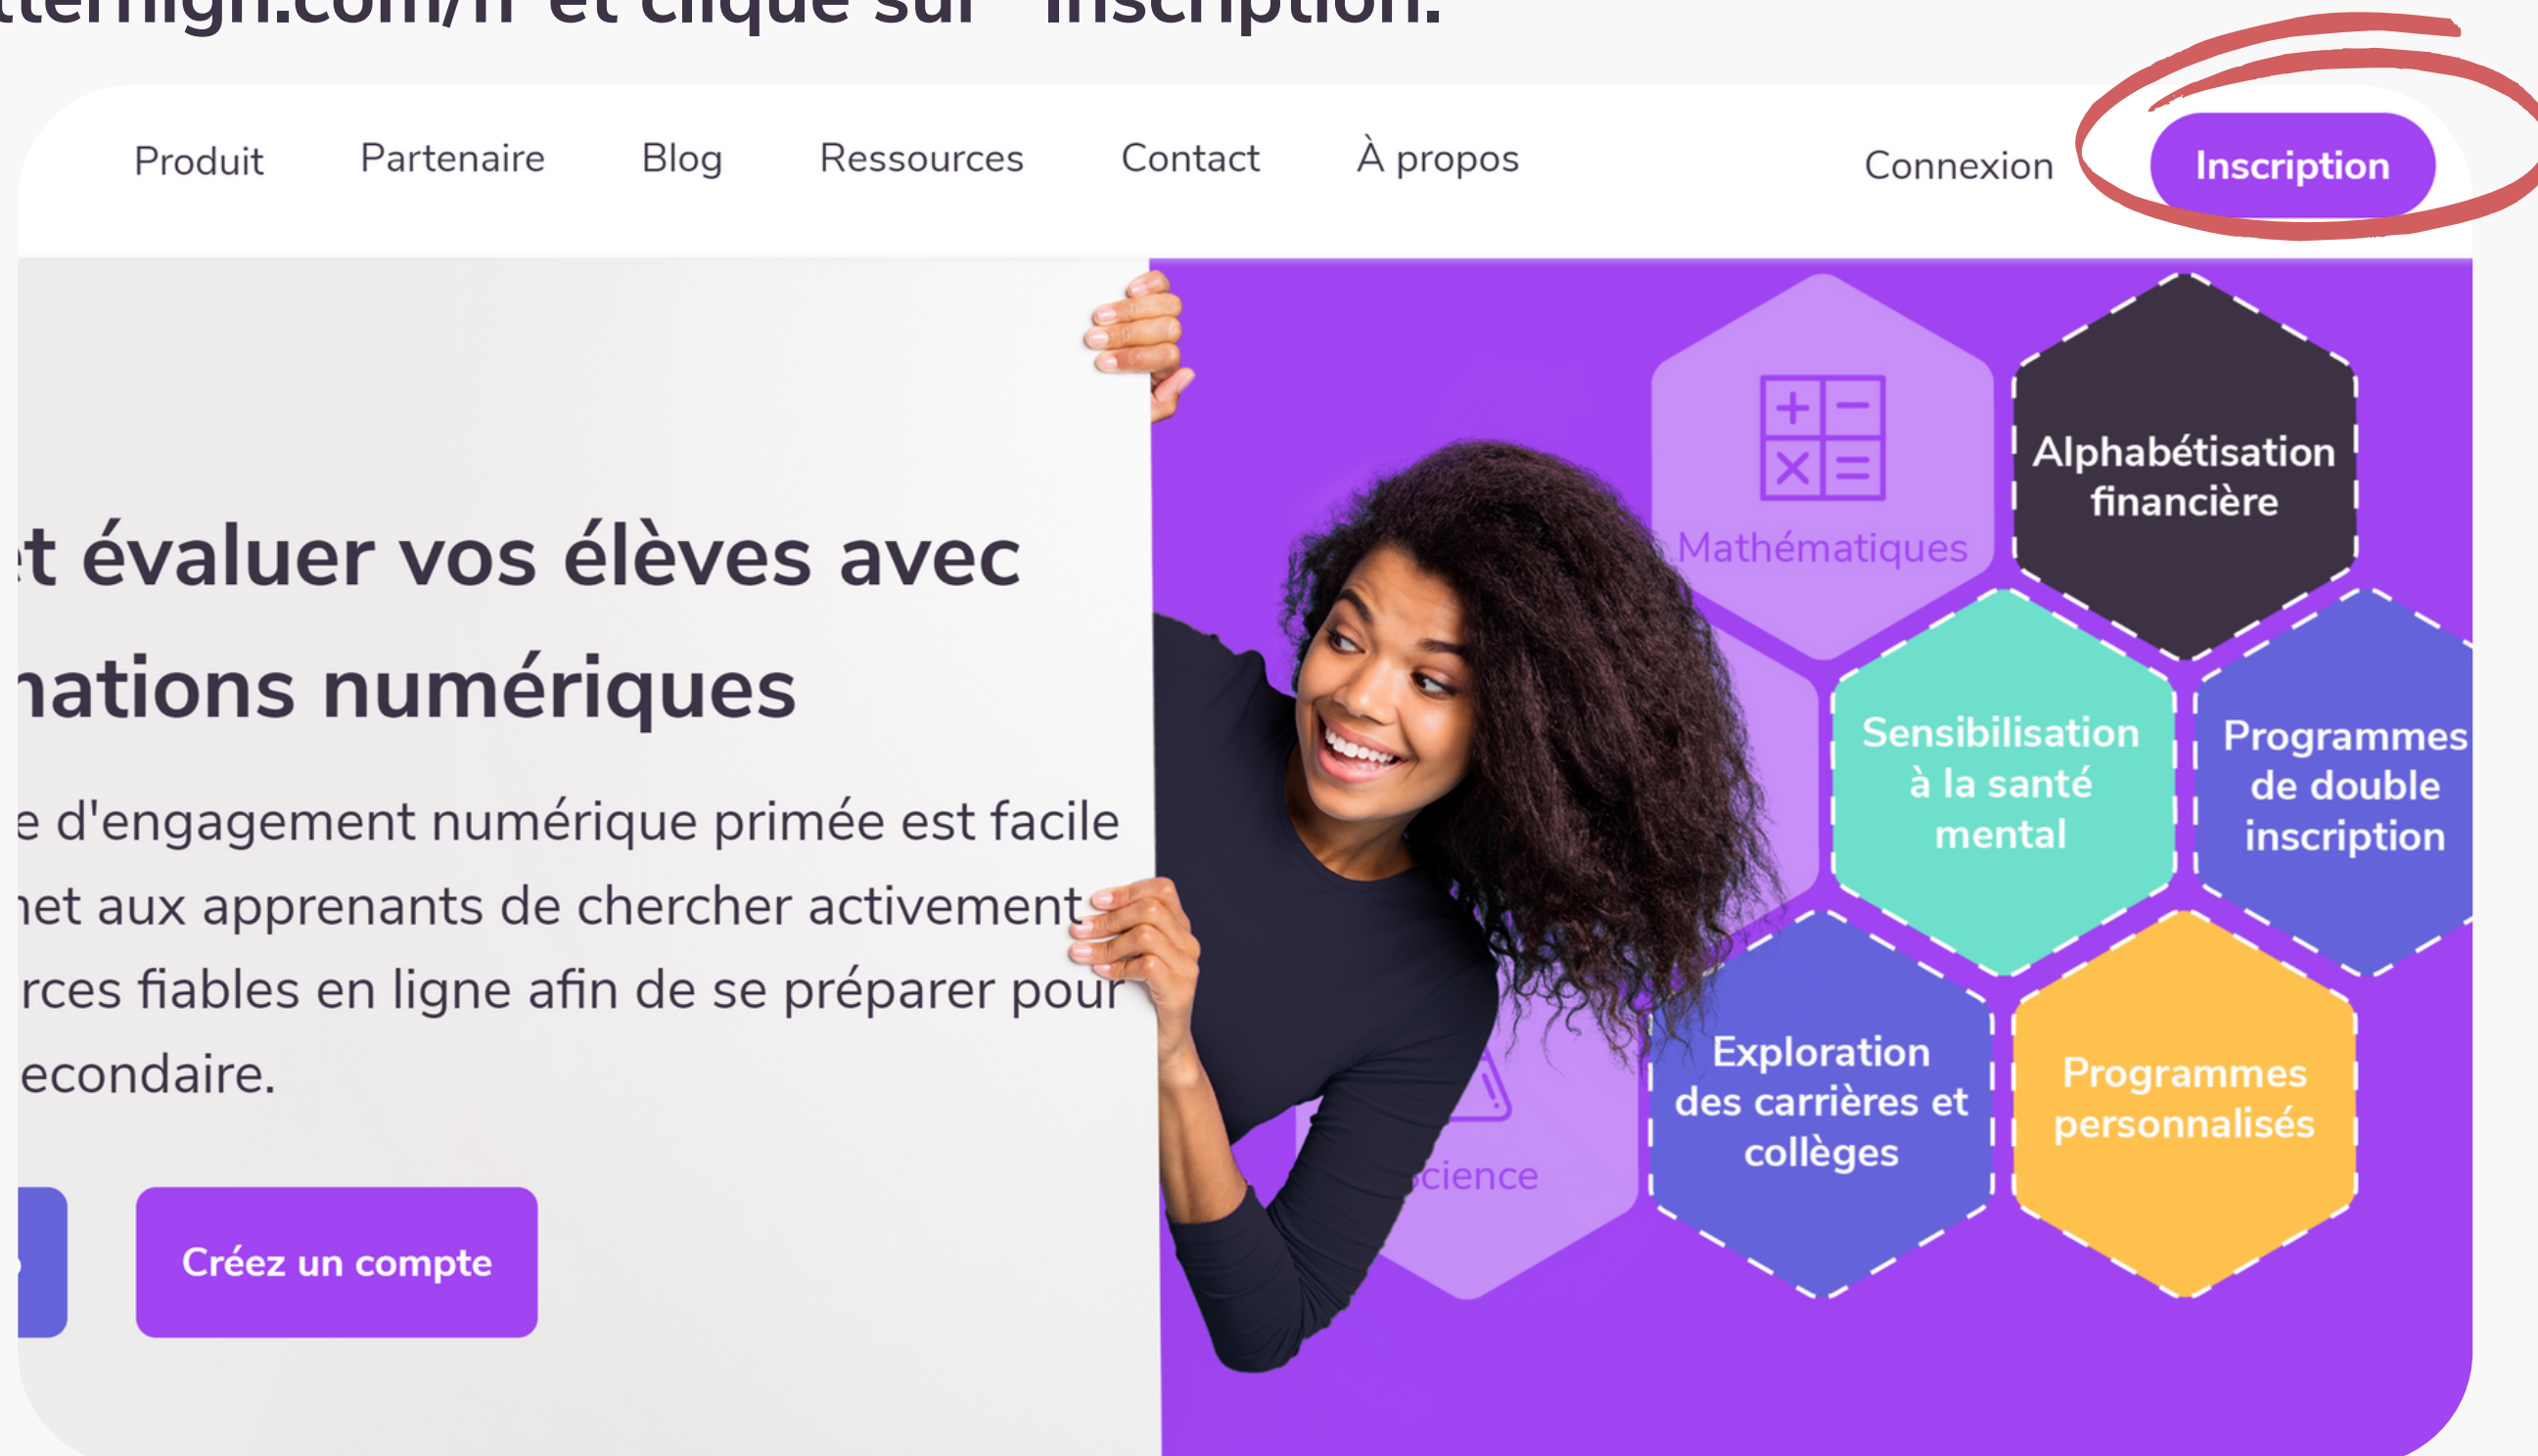 et clique sur "Inscription.
Produit Partenaire Blog Ressources Contact À propos Connexion Inscription
évaluer vos élèves avec
numériques
d'engagement numérique primée est facile
aux apprenants de chercher activement
fiables en ligne afin de se préparer pour
Créez un compte
Mathématiques
Alphabétisation
financière
Sensibilisation
à la santé
mental
Programmes
de double
inscription
Exploration
des carrières et
collèges
Programmes
personnalisés